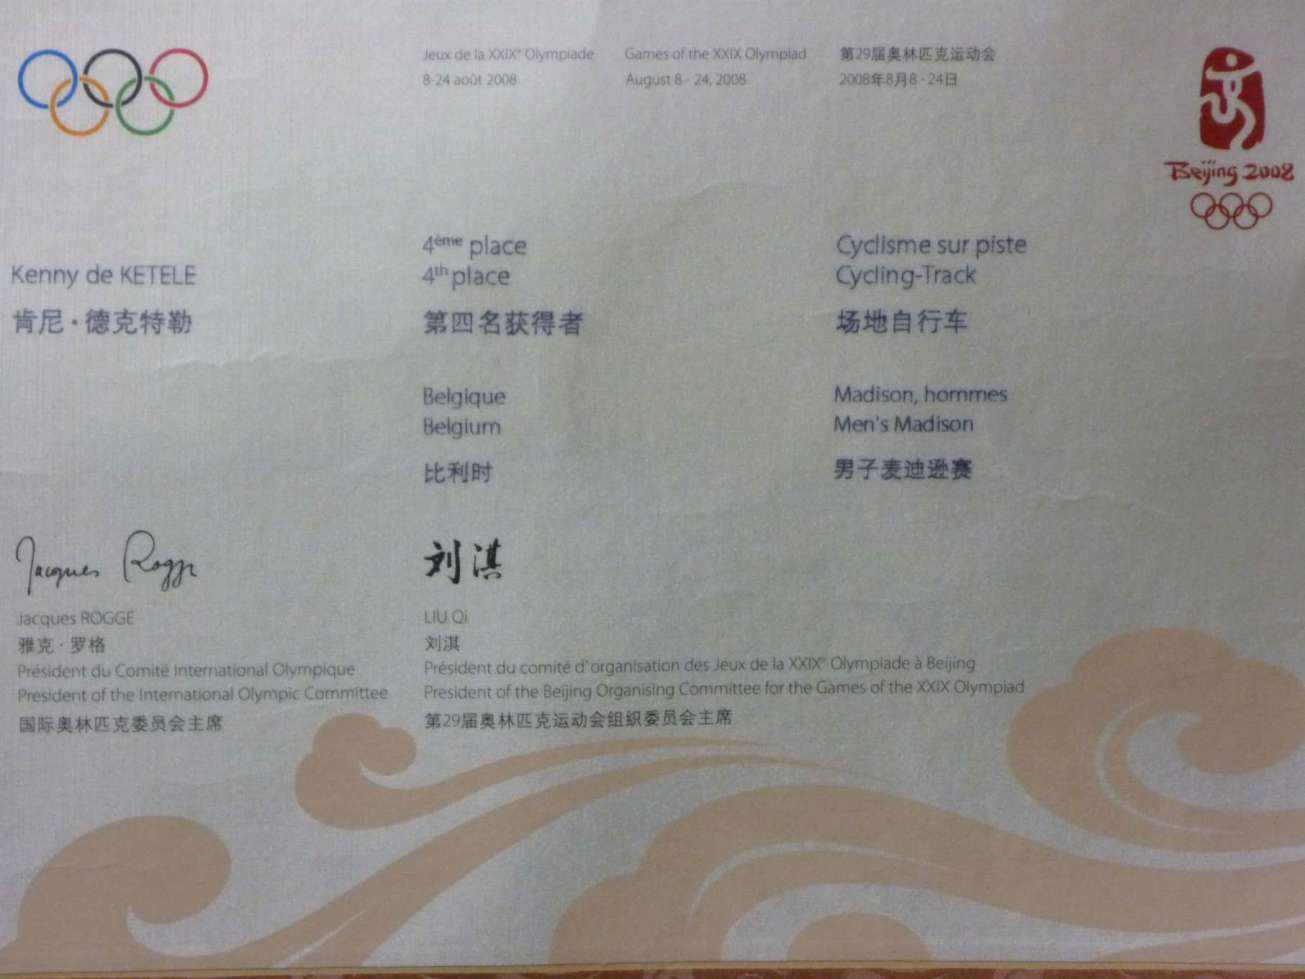 Jeux de la XXIXᵉ Olympiade
8-24 août 2008
Games of the XXIX Olympiad
August 8 - 24, 2008
第29届奥林匹克运动会
2008年8月8 - 24日
Beijing 2008
Kenny de KETELE
肯尼·德克特勒
4ème place
4th place
第四名获得者
Cyclisme sur piste
Cycling-Track
场地自行车
Belgique
Belgium
比利时
Madison, hommes
Men's Madison
男子麦迪逊赛
Jacques Rogge
Jacques ROGGE
雅克·罗格
Président du Comité International Olympique
President of the International Olympic Committee
国际奥林匹克委员会主席
刘淇
LIU Qi
刘淇
Président du comité d'organisation des Jeux de la XXIXᵉ Olympiade à Beijing
President of the Beijing Organising Committee for the Games of the XXIX Olympiad
第29届奥林匹克运动会组织委员会主席